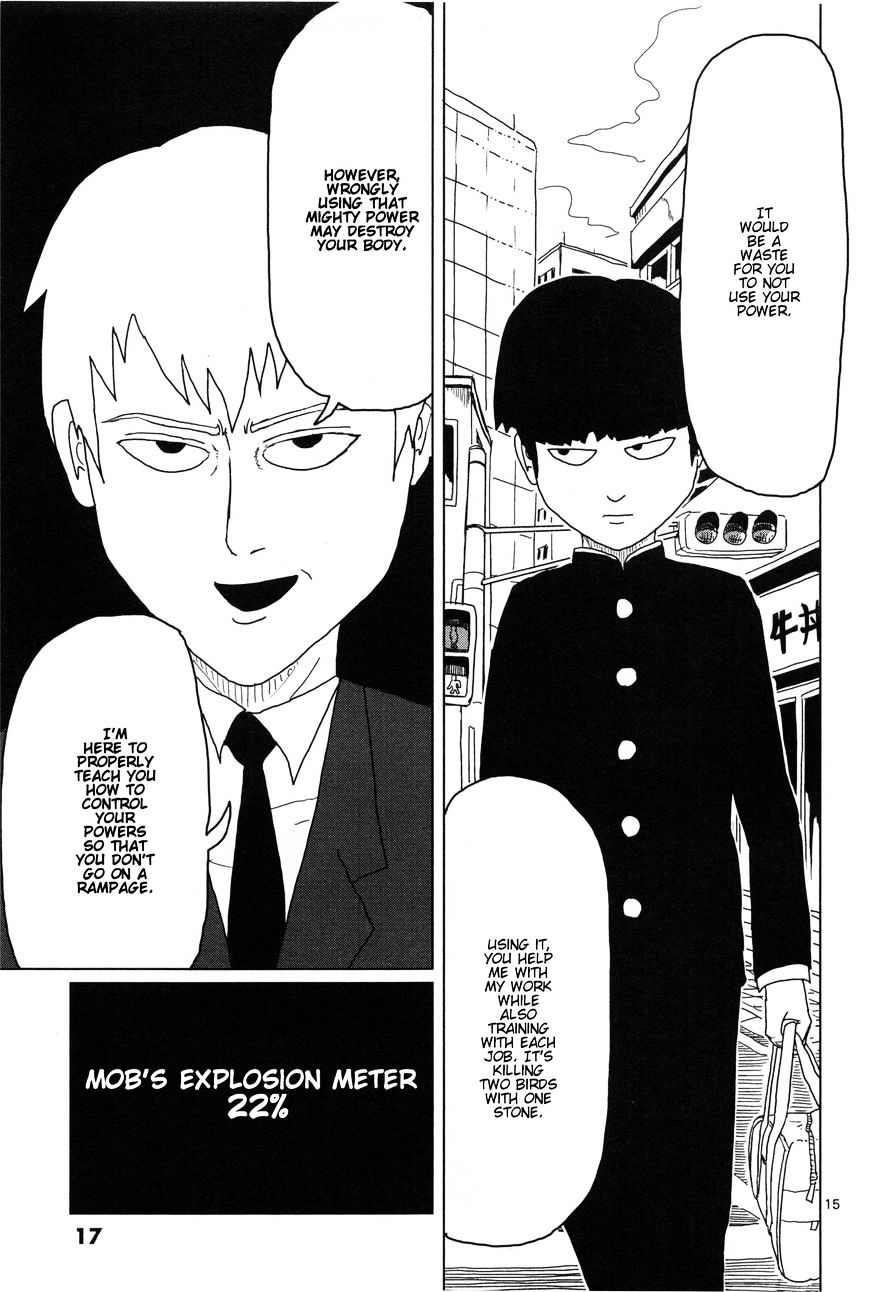 IT
WOULD
BE A
WASTE
FOR YOU
TO NOT
USE YOUR
POWER.
牛丼
USING IT,
YOU HELP
ME WITH
MY WORK
WHILE
ALSO
TRAINING
WITH EACH
JOB. IT'S
KILLING
TWO BIRDS
WITH ONE
STONE.
15
HOWEVER,
WRONGLY
USING THAT
MIGHTY POWER
MAY DESTROY
YOUR BODY.
I'M
HERE TO
PROPERLY
TEACH YOU
HOW TO
CONTROL
YOUR
POWERS
SO THAT
YOU DON'T
GO ON A
RAMPAGE.
MOB'S EXPLOSION METER
22%
17